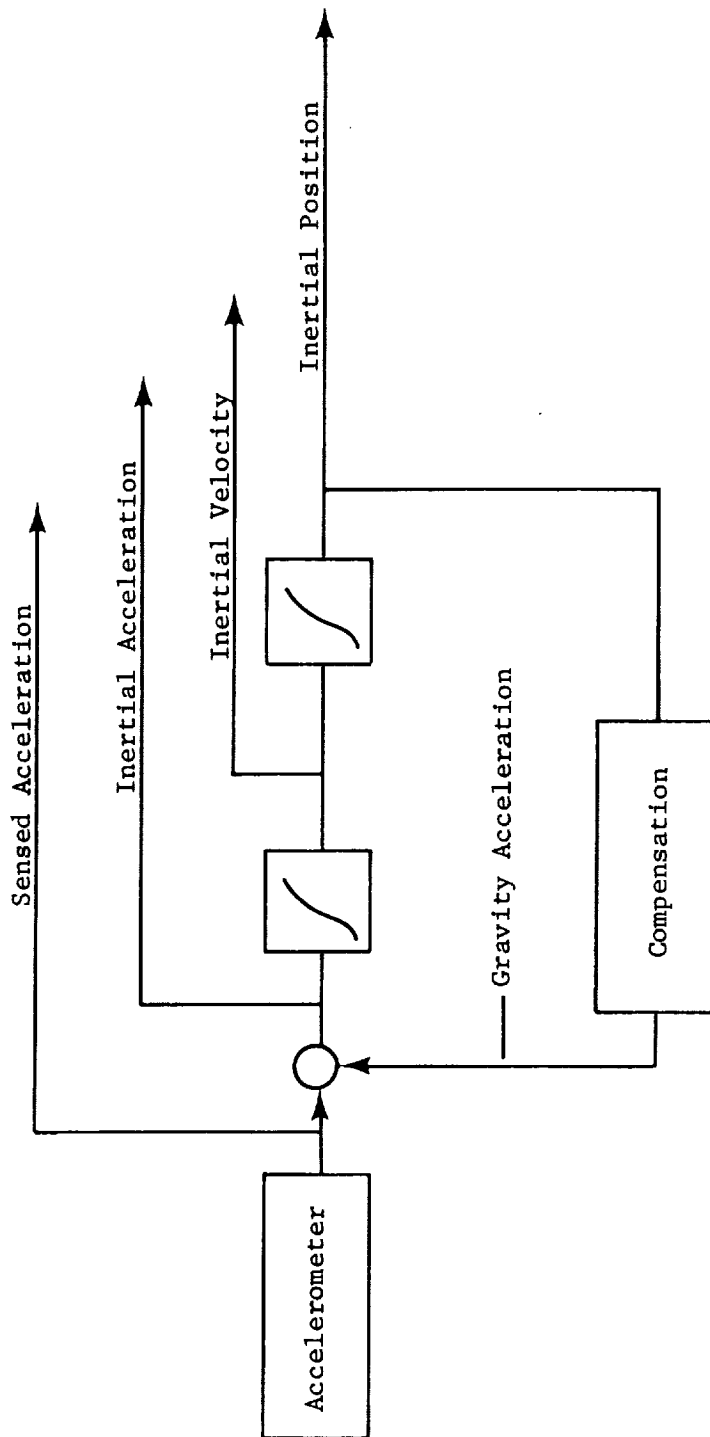 Sensed Acceleration
Inertial Acceleration
Inertial Velocity
Inertial Position
Gravity Acceleration
Accelerometer
Compensation